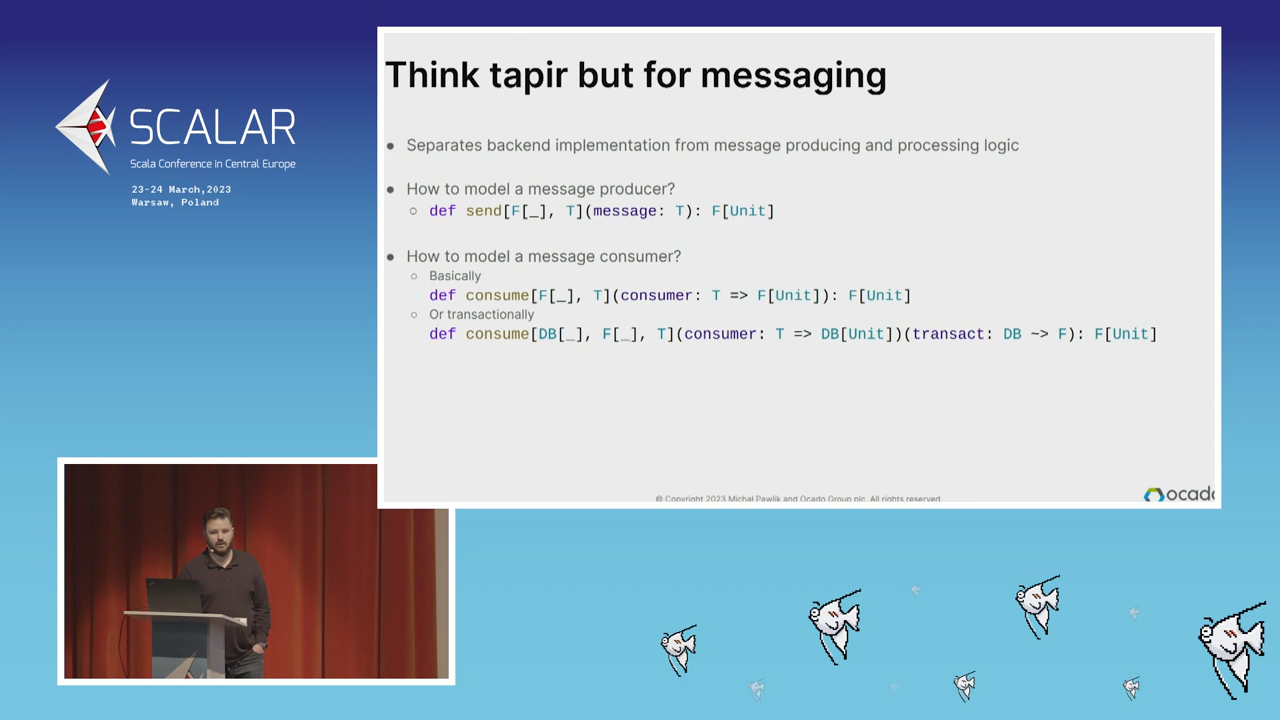 SCALAR
Scala Conference in Central Europe
23-24 March,2023
Warsaw, Poland
Think tapir but for messaging
● Separates backend implementation from message producing and processing logic
● How to model a message producer?
○ def send[F[_], T](message: T): F[Unit]
● How to model a message consumer?
○ Basically
def consume[F[_], T](consumer: T => F[Unit]): F[Unit]
○ Or transactionally
def consume[DB[_], F[_], T](consumer: T => DB[Unit])(transact: DB ~> F): F[Unit]
© Copyright 2023 Michał Pawlik and Ocado Group plc. All rights reserved.
ocado